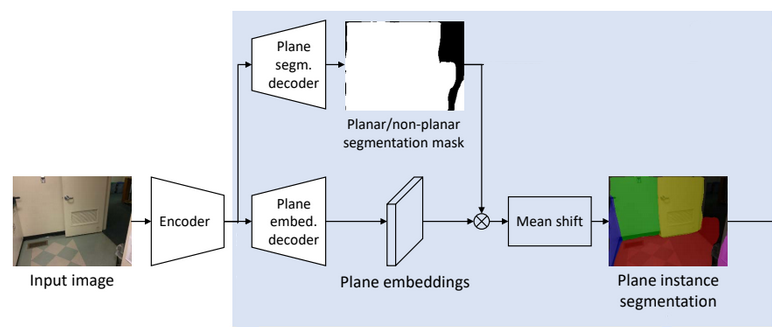 Plane
segm.
decoder
Planar/non-planar
segmentation mask
Encoder
Plane
embed.
decoder
Mean shift
Input image
Plane embeddings
Plane instance
segmentation